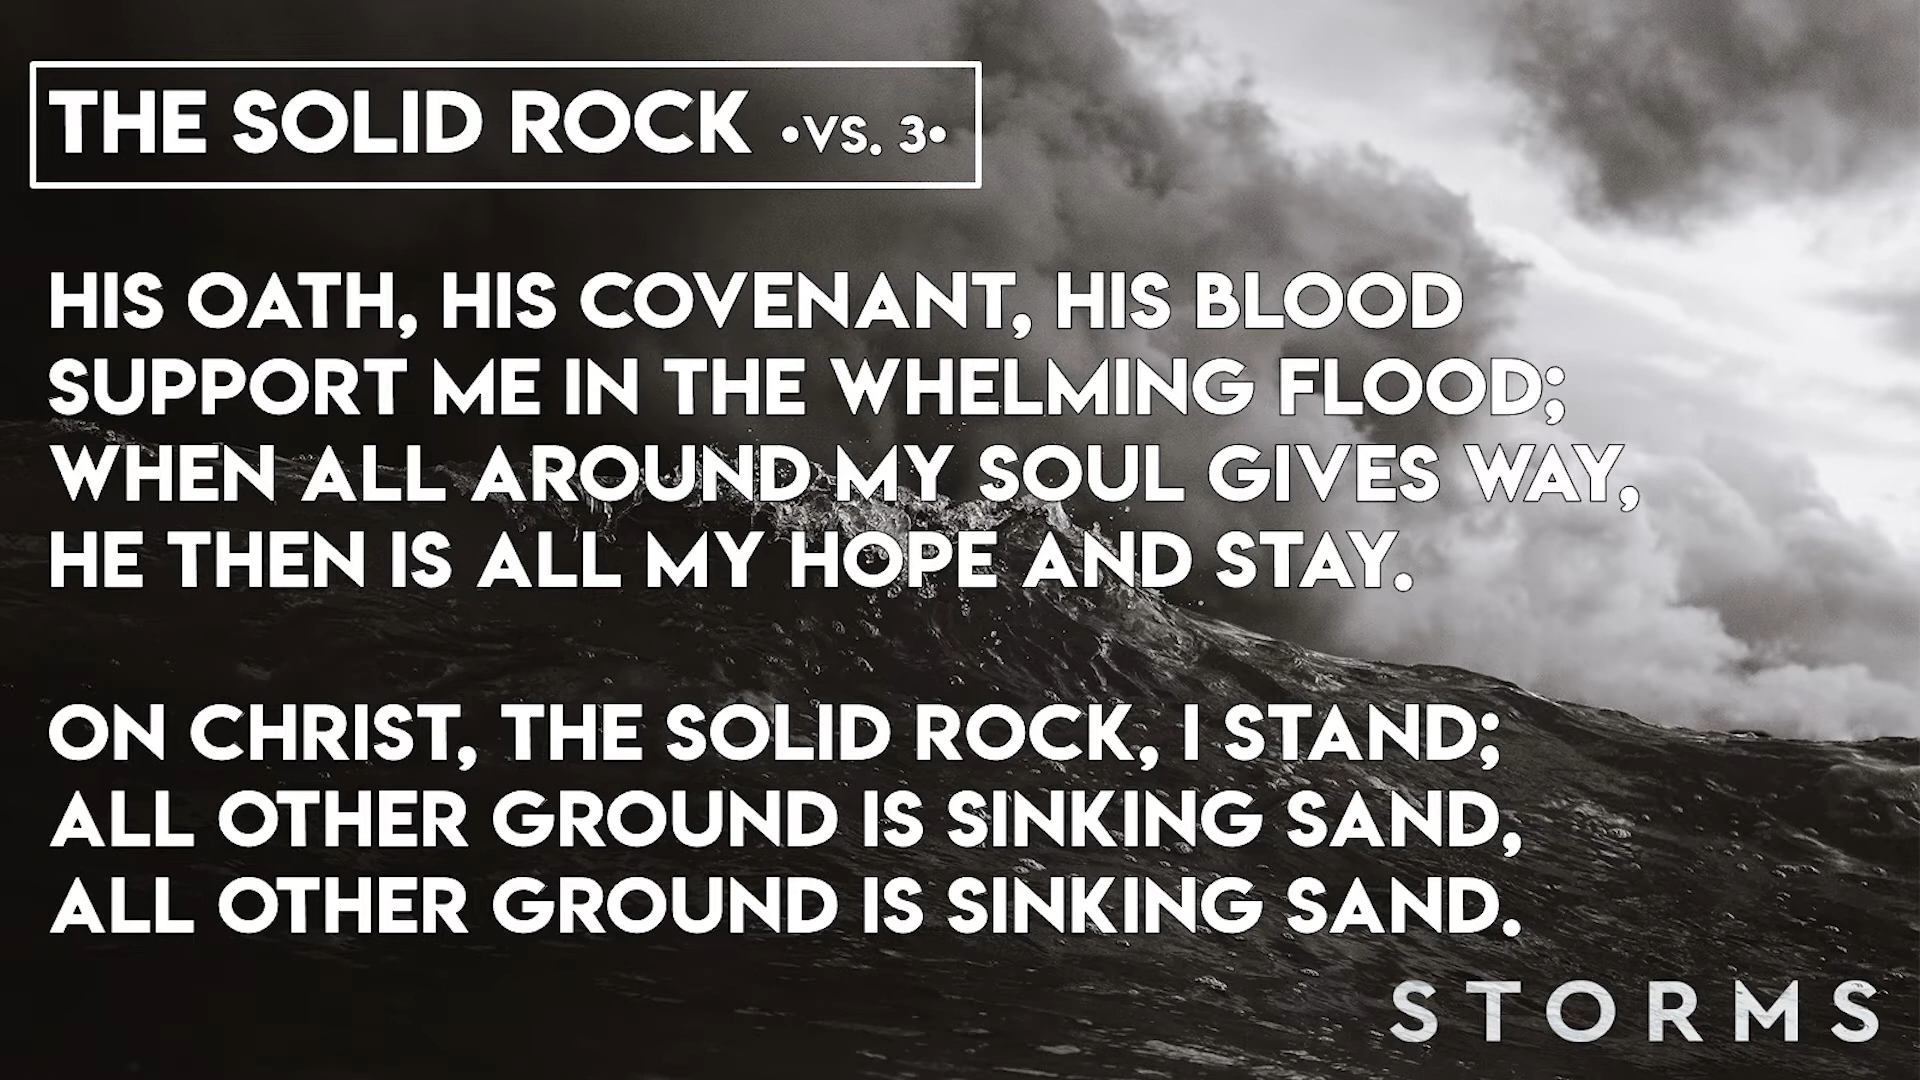 THE SOLID ROCK •VS. 3•
HIS OATH, HIS COVENANT, HIS BLOOD
SUPPORT ME IN THE WHELMING FLOOD;
WHEN ALL AROUND MY SOUL GIVES WAY,
HE THEN IS ALL MY HOPE AND STAY.
ON CHRIST, THE SOLID ROCK, I STAND;
ALL OTHER GROUND IS SINKING SAND,
ALL OTHER GROUND IS SINKING SAND.
STORMS